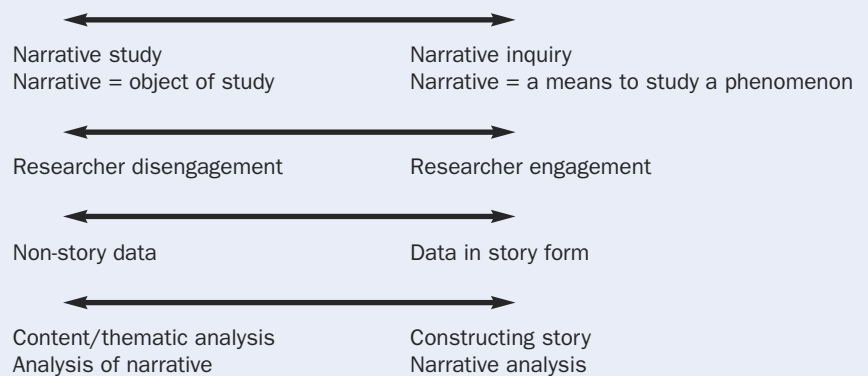 Narrative study
Narrative = object of study
Narrative inquiry
Narrative = a means to study a phenomenon
Researcher disengagement
Researcher engagement
Non-story data
Data in story form
Content/thematic analysis
Analysis of narrative
Constructing story
Narrative analysis